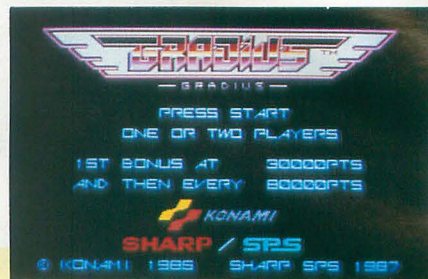 GRADIUS TM
GRADIUS
PRESS START
ONE OR TWO PLAYERS
1ST BONUS AT 30000PTS
AND THEN EVERY 80000PTS
KONAMI
SHARP / SPS
© KONAMI 1985 SHARP SPS 1987